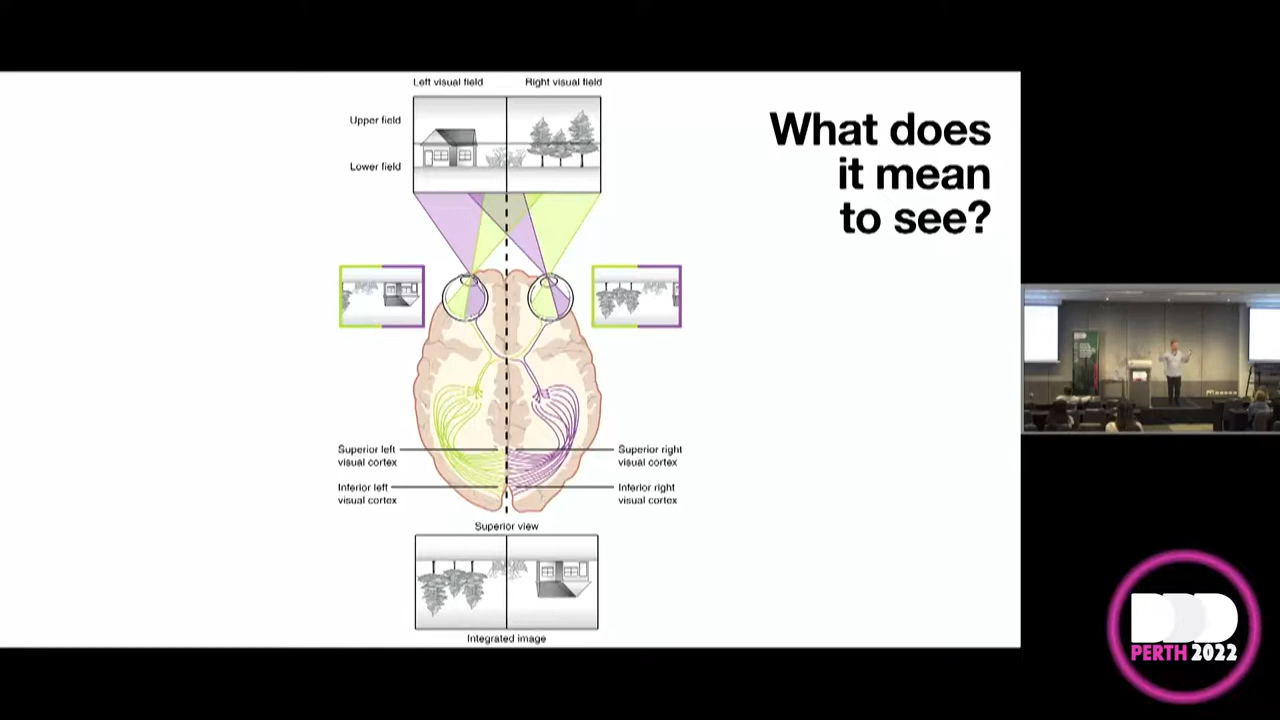 Left visual field
Right visual field
Upper field
Lower field
What does
it mean
to see?
Superior left
visual cortex
Superior right
visual cortex
Inferior left
visual cortex
Inferior right
visual cortex
Superior view
Integrated image
DDD
PERTH 2022